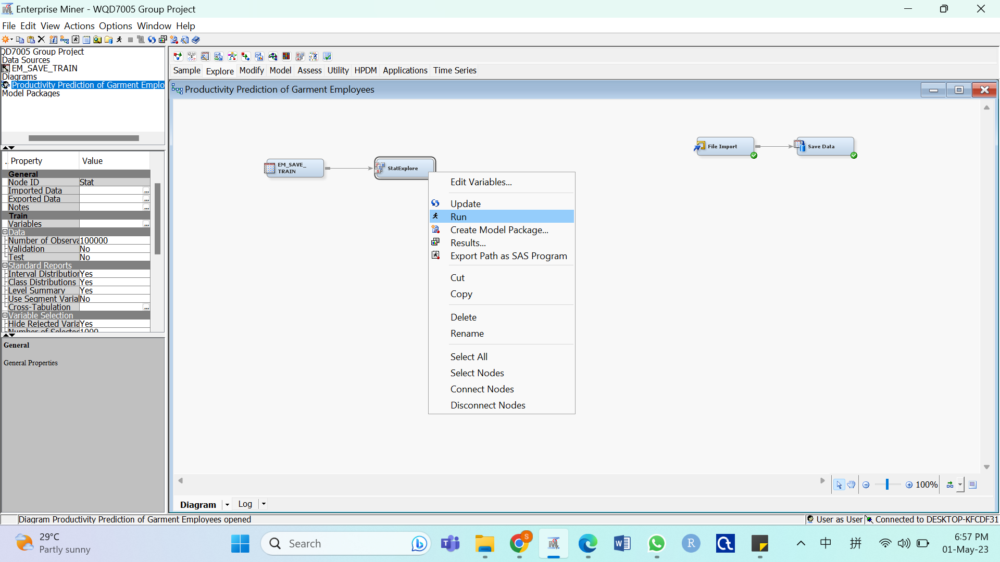 Enterprise Miner - WQD7005 Group Project
File Edit View Actions Options Window Help
QD7005 Group Project
Data Sources
EM_SAVE_TRAIN
Diagrams
Productivity Prediction of Garment Emplo
Model Packages
Sample Explore Modify Model Assess Utility HPDM Applications Time Series
Productivity Prediction of Garment Employees
. Property Value
General
Node ID Stat
Imported Data ...
Exported Data ...
Notes ...
Train
Variables ...
Data
Number of Observa 100000
Validation No
Test No
Standard Reports
Interval Distribution Yes
Class Distributions Yes
Level Summary Yes
Use Segment Varial No
Cross-Tabulation ...
Variable Selection
Hide Rejected Varia Yes
Number of Selected 1000
General
General Properties
EM_SAVE_
TRAIN
StatExplore
File Import
Save Data
Edit Variables...
Update
Run
Create Model Package...
Results...
Export Path as SAS Program
Cut
Copy
Delete
Rename
Select All
Select Nodes
Connect Nodes
Disconnect Nodes
100%
Diagram Log
Diagram Productivity Prediction of Garment Employees opened
User as User Connected to DESKTOP-KFCDF31
29°C
Partly sunny
Search
S
R
中 拼
6:57 PM
01-May-23